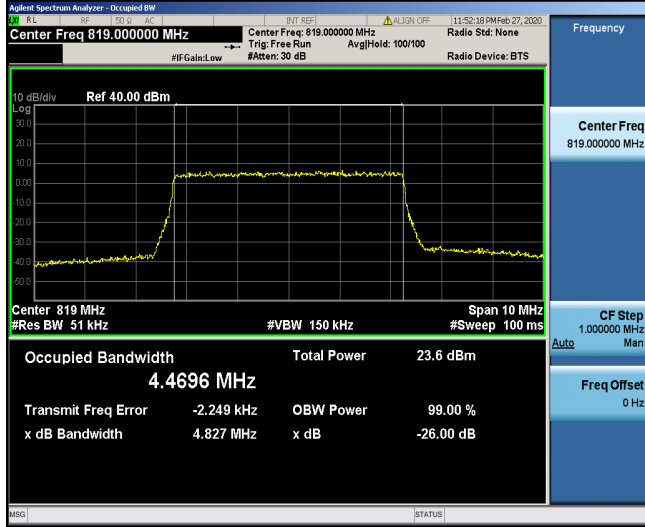 Agilent Spectrum Analyzer - Occupied BW
LXI RL RF 50 Ω AC INT REF ALIGN OFF 11:52:18 PM Feb 27, 2020
Center Freq 819.000000 MHz Center Freq: 819.000000 MHz Radio Std: None Frequency
Trig: Free Run Avg|Hold: 100/100
#IFGain:Low #Atten: 30 dB Radio Device: BTS
10 dB/div Ref 40.00 dBm
Log
30.0
20.0
10.0
0.00
-10.0
-20.0
-30.0
-40.0
-50.0
Center Freq
819.000000 MHz
Center 819 MHz Span 10 MHz
#Res BW 51 kHz #VBW 150 kHz #Sweep 100 ms
CF Step
1.000000 MHz
Auto Man
Occupied Bandwidth Total Power 23.6 dBm
4.4696 MHz
Transmit Freq Error -2.249 kHz OBW Power 99.00 %
x dB Bandwidth 4.827 MHz x dB -26.00 dB
Freq Offset
0 Hz
MSG STATUS